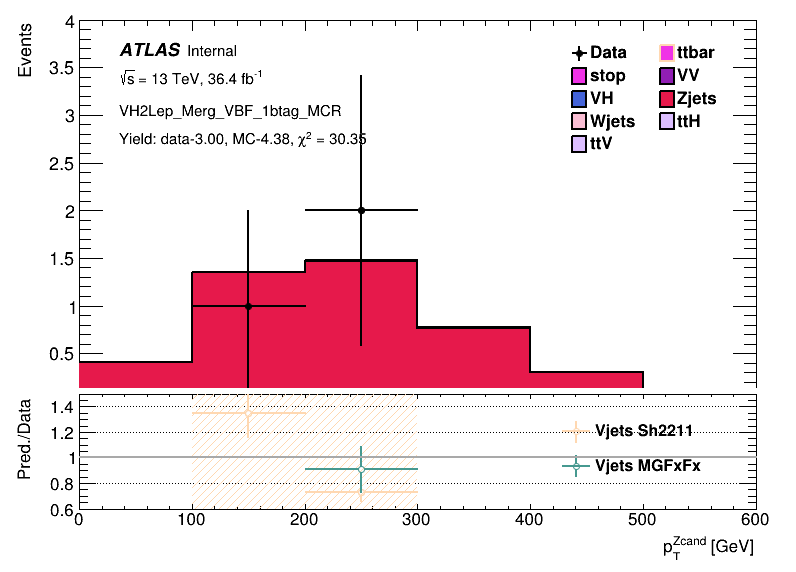 Events
4
3.5
3
2.5
2
1.5
1
0.5
ATLAS Internal
√s = 13 TeV, 36.4 fb⁻¹
VH2Lep_Merg_VBF_1btag_MCR
Yield: data-3.00, MC-4.38, χ² = 30.35
Data
ttbar
stop
VV
VH
Zjets
Wjets
ttH
ttV
Pred./Data
1.4
1.2
1
0.8
0.6
Vjets Sh2211
Vjets MGFxFx
0 100 200 300 400 500 600
p_T^Zcand [GeV]